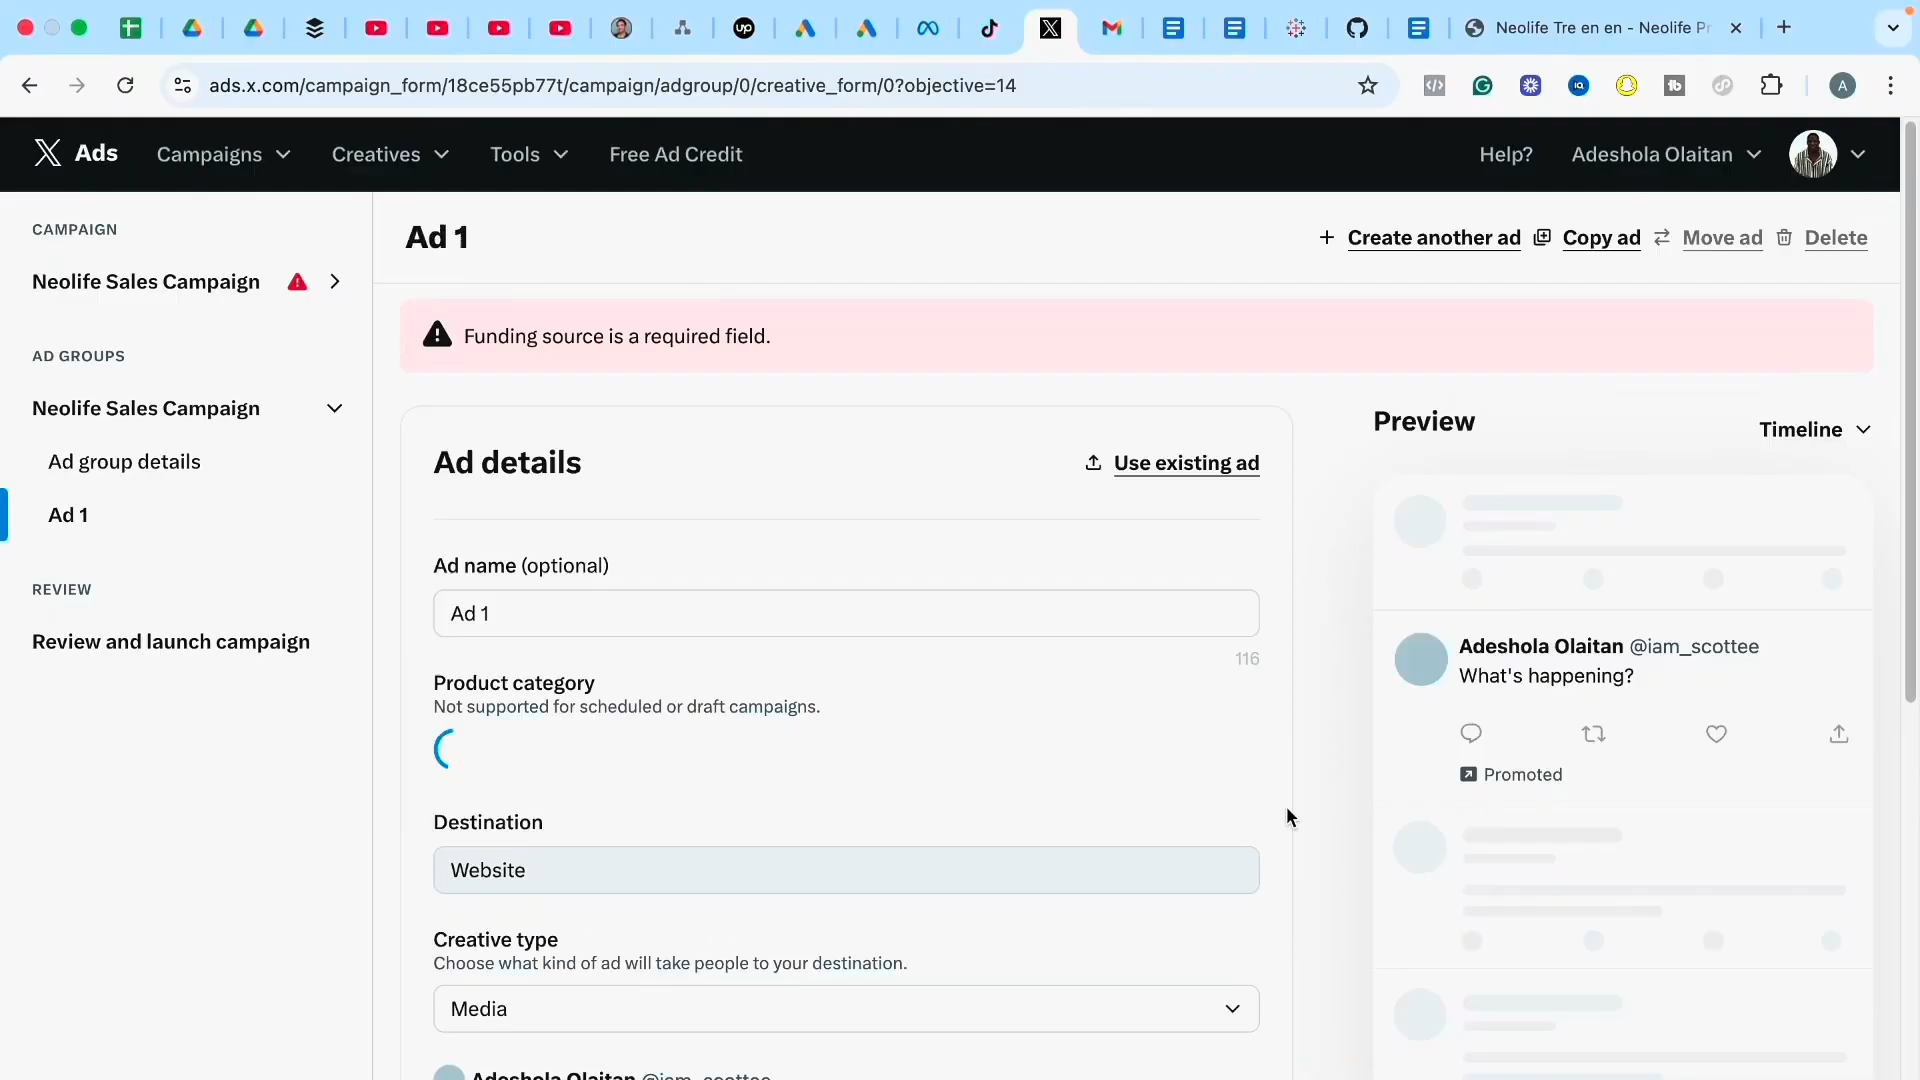 Neolife Tre en en - Neolife Pr
ads.x.com/campaign_form/18ce55pb77t/campaign/adgroup/0/creative_form/0?objective=14
A
Ads
Campaigns
Creatives
Tools
Free Ad Credit
Help?
Adeshola Olaitan
CAMPAIGN
Neolife Sales Campaign
AD GROUPS
Neolife Sales Campaign
Ad group details
Ad 1
REVIEW
Review and launch campaign
Ad 1
Create another ad
Copy ad
Move ad
Delete
Funding source is a required field.
Ad details
Use existing ad
Ad name (optional)
Ad 1
116
Product category
Not supported for scheduled or draft campaigns.
Destination
Website
Creative type
Choose what kind of ad will take people to your destination.
Media
Adeshola Olaitan @iam_scottee
Preview
Timeline
Adeshola Olaitan @iam_scottee
What's happening?
Promoted